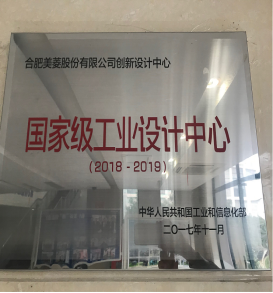 合肥美菱股份有限公司创新设计中心
国家级工业设计中心
(2018 - 2019)
中华人民共和国工业和信息化部
二〇一七年十一月